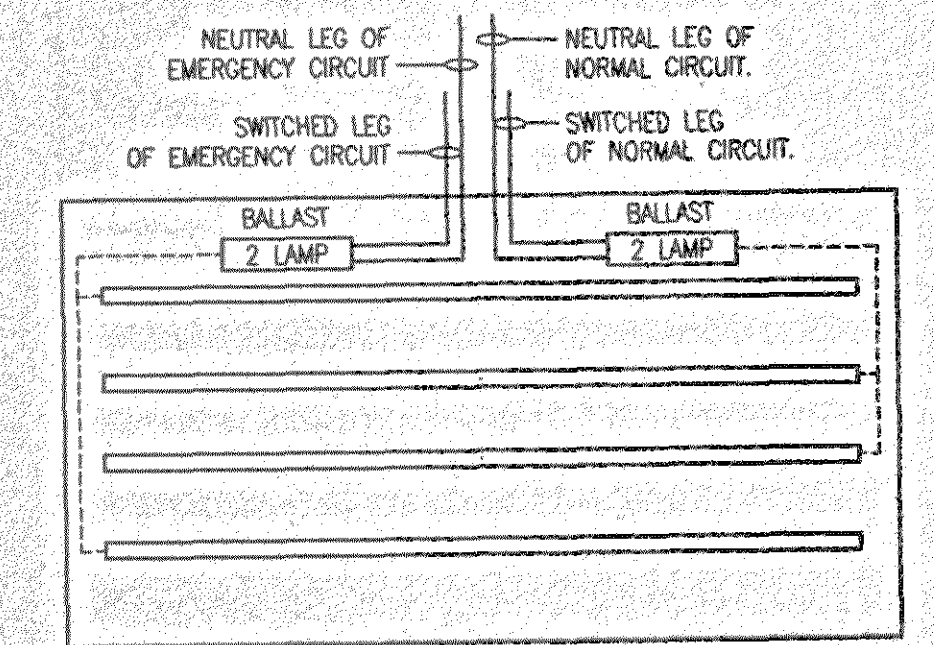 NEUTRAL LEG OF
EMERGENCY CIRCUIT
NEUTRAL LEG OF
NORMAL CIRCUIT.
SWITCHED LEG
OF EMERGENCY CIRCUIT
SWITCHED LEG
OF NORMAL CIRCUIT.
BALLAST
2 LAMP
BALLAST
2 LAMP